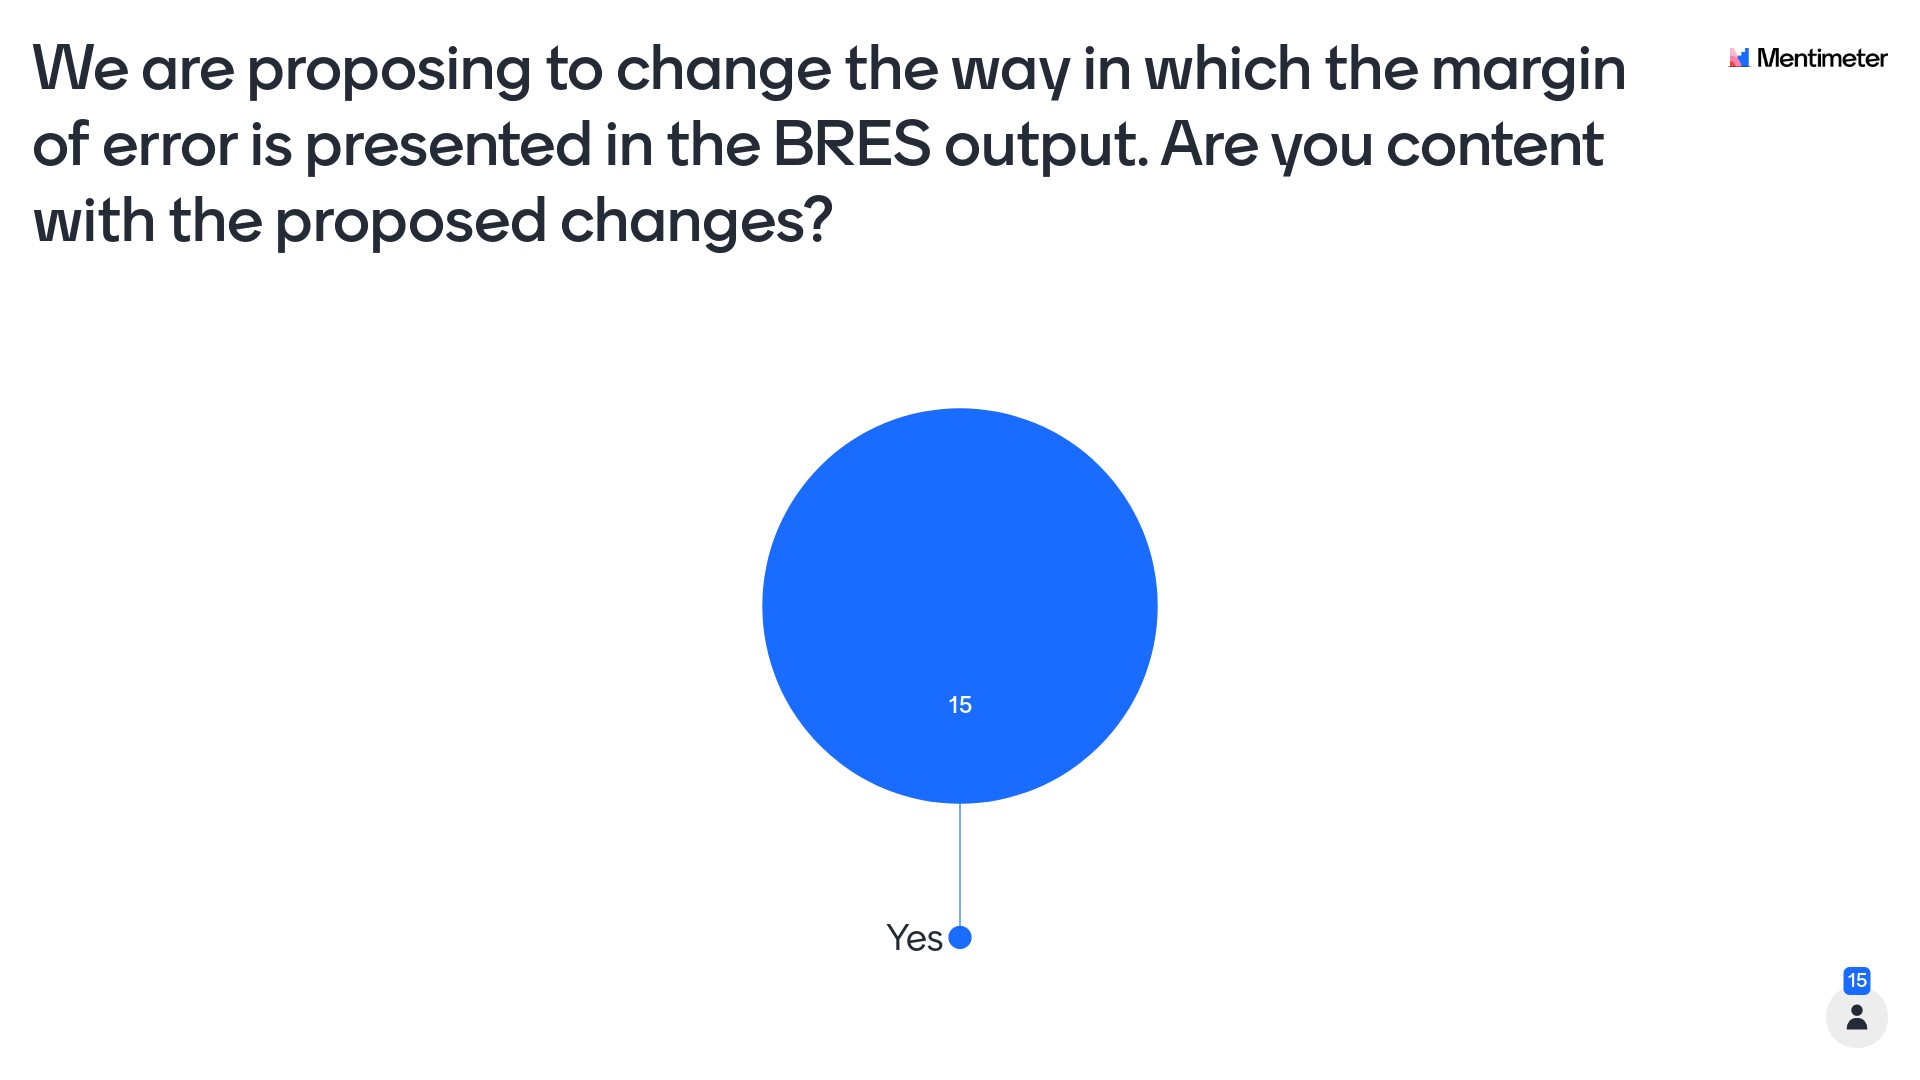 We are proposing to change the way in which the margin
of error is presented in the BRES output. Are you content
with the proposed changes?
Mentimeter
15
Yes
15